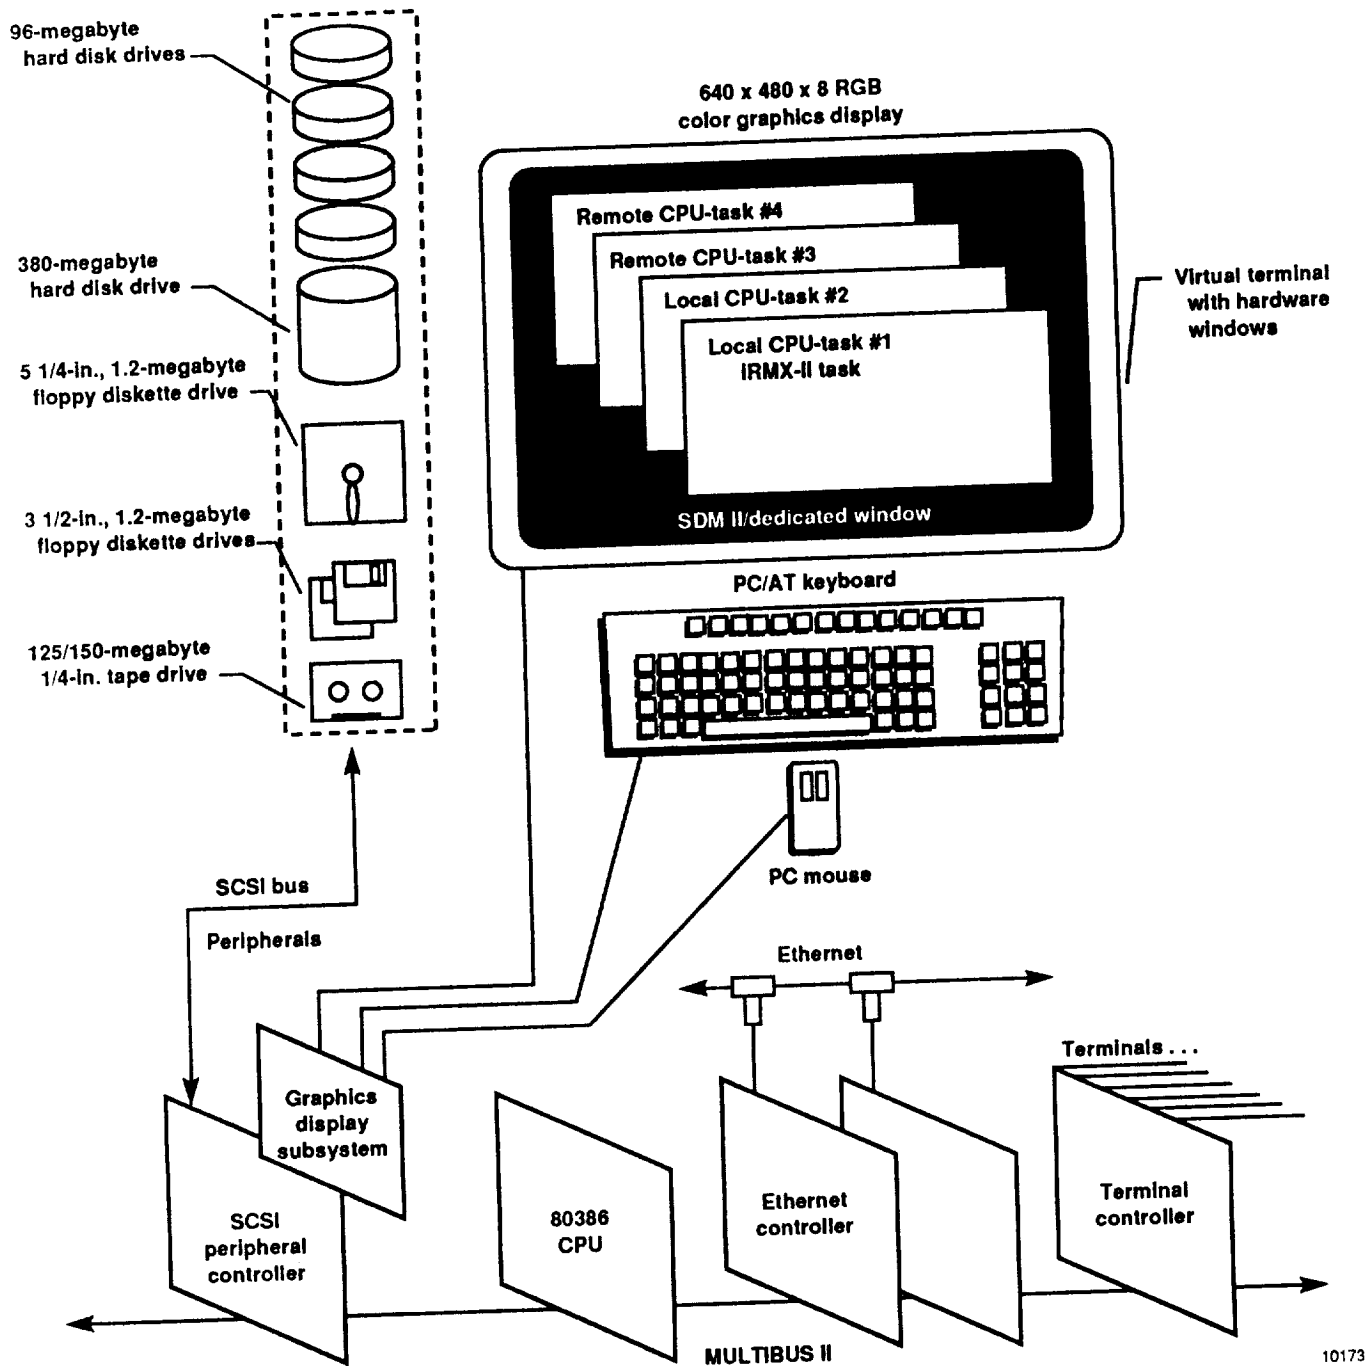 96-megabyte
hard disk drives
380-megabyte
hard disk drive
5 1/4-in., 1.2-megabyte
floppy diskette drive
3 1/2-in., 1.2-megabyte
floppy diskette drives
125/150-megabyte
1/4-in. tape drive
640 x 480 x 8 RGB
color graphics display
Remote CPU-task #4
Remote CPU-task #3
Local CPU-task #2
Local CPU-task #1
IRMX-II task
SDM II/dedicated window
Virtual terminal
with hardware
windows
PC/AT keyboard
PC mouse
SCSI bus
Peripherals
Ethernet
Terminals . . .
Graphics
display
subsystem
SCSI
peripheral
controller
80386
CPU
Ethernet
controller
Terminal
controller
MULTIBUS II
10173